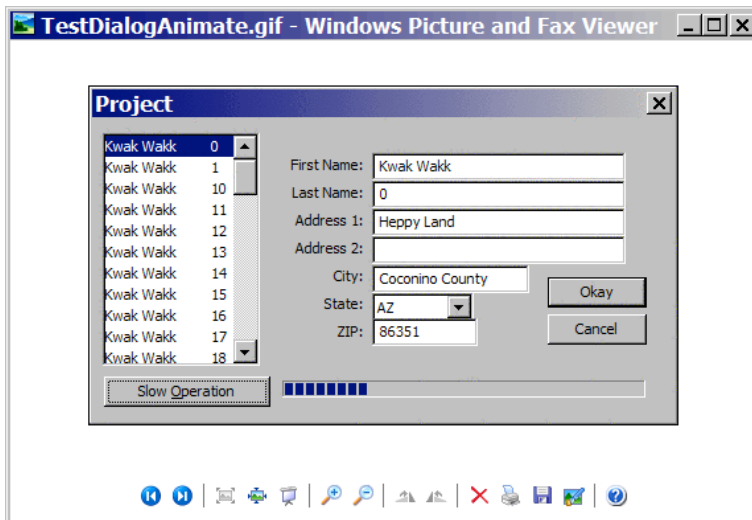 TestDialogAnimate.gif - Windows Picture and Fax Viewer
Project
Kwak Wakk 0
Kwak Wakk 1
Kwak Wakk 10
Kwak Wakk 11
Kwak Wakk 12
Kwak Wakk 13
Kwak Wakk 14
Kwak Wakk 15
Kwak Wakk 16
Kwak Wakk 17
Kwak Wakk 18
First Name: Kwak Wakk
Last Name: 0
Address 1: Heppy Land
Address 2:
City: Coconino County
State: AZ
ZIP: 86351
Okay
Cancel
Slow Operation